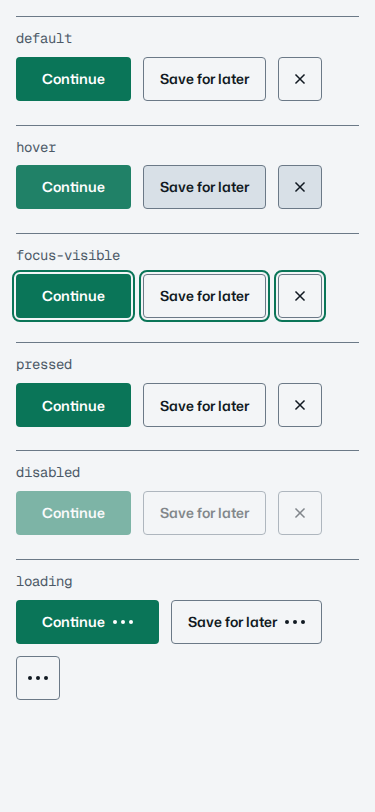 default
Continue Save for later ×
hover
Continue Save for later ×
focus-visible
Continue Save for later ×
pressed
Continue Save for later ×
disabled
Continue Save for later ×
loading
Continue ••• Save for later •••
•••